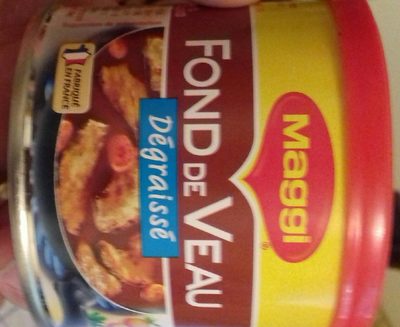 Maggi®
FOND DE VEAU
Dégraissé
FABRIQUÉ
EN FRANCE